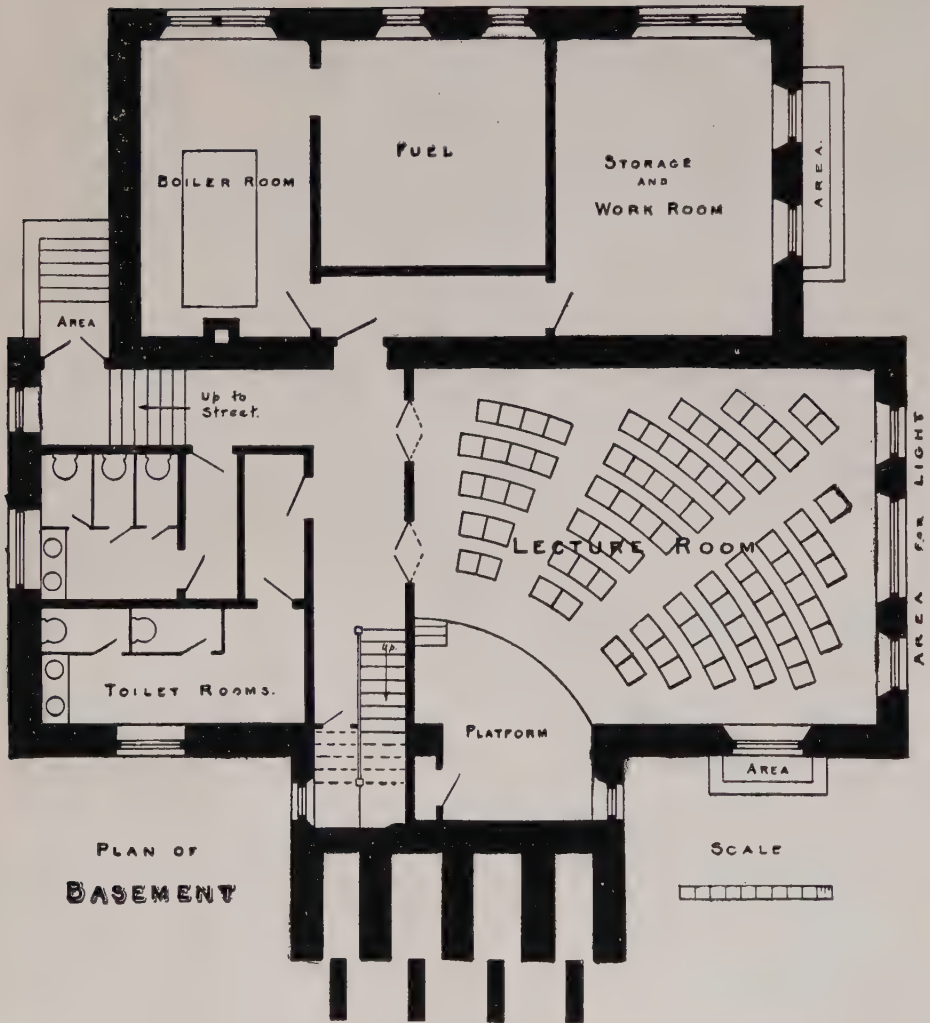 BOILER ROOM
FUEL
STORAGE
AND
WORK ROOM
AREA.
AREA
Up to
Street.
LECTURE ROOM
AREA FOR LIGHT
up.
TOILET ROOMS.
PLATFORM
AREA
PLAN OF
BASEMENT
SCALE